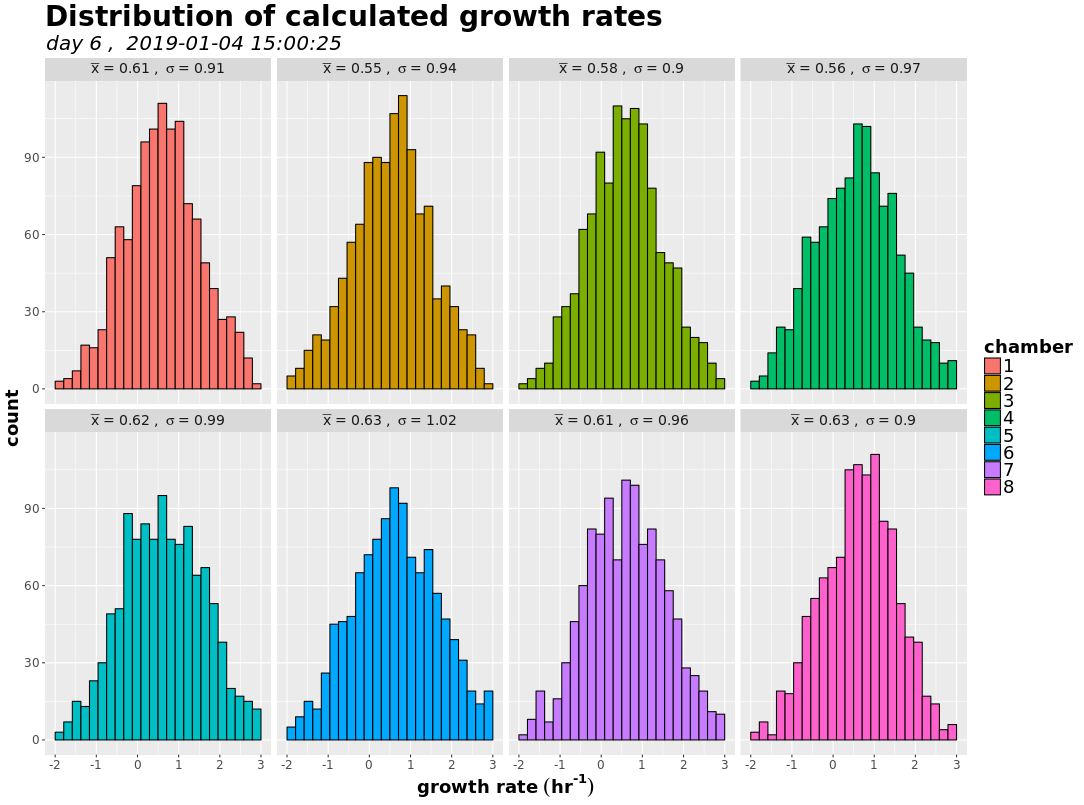 Distribution of calculated growth rates
day 6 ,  2019-01-04 15:00:25
x̅ = 0.61 ,  σ = 0.91
x̅ = 0.55 ,  σ = 0.94
x̅ = 0.58 ,  σ = 0.9
x̅ = 0.56 ,  σ = 0.97
90
60
30
0
x̅ = 0.62 ,  σ = 0.99
x̅ = 0.63 ,  σ = 1.02
x̅ = 0.61 ,  σ = 0.96
x̅ = 0.63 ,  σ = 0.9
90
60
30
0
-2 -1 0 1 2 3
-2 -1 0 1 2 3
-2 -1 0 1 2 3
-2 -1 0 1 2 3
count
growth rate (hr⁻¹)
chamber
1
2
3
4
5
6
7
8